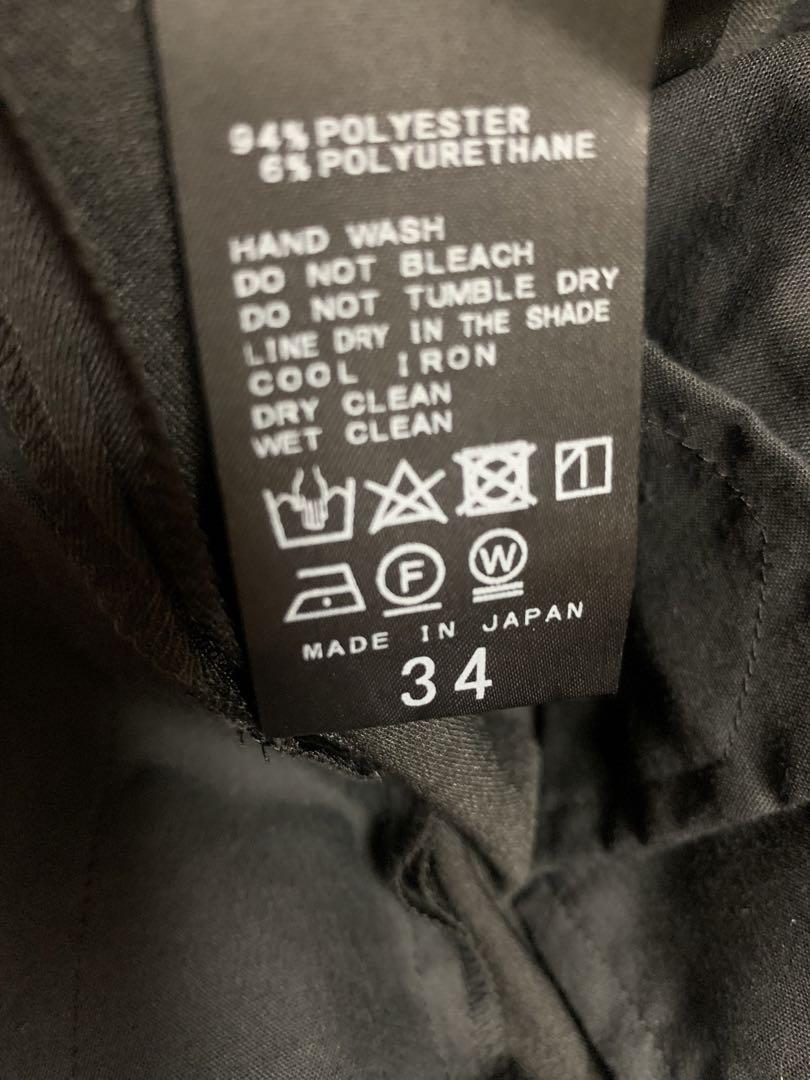 94% POLYESTER
6% POLYURETHANE
HAND WASH
DO NOT BLEACH
DO NOT TUMBLE DRY
LINE DRY IN THE SHADE
COOL IRON
DRY CLEAN
WET CLEAN
F W
MADE IN JAPAN
34